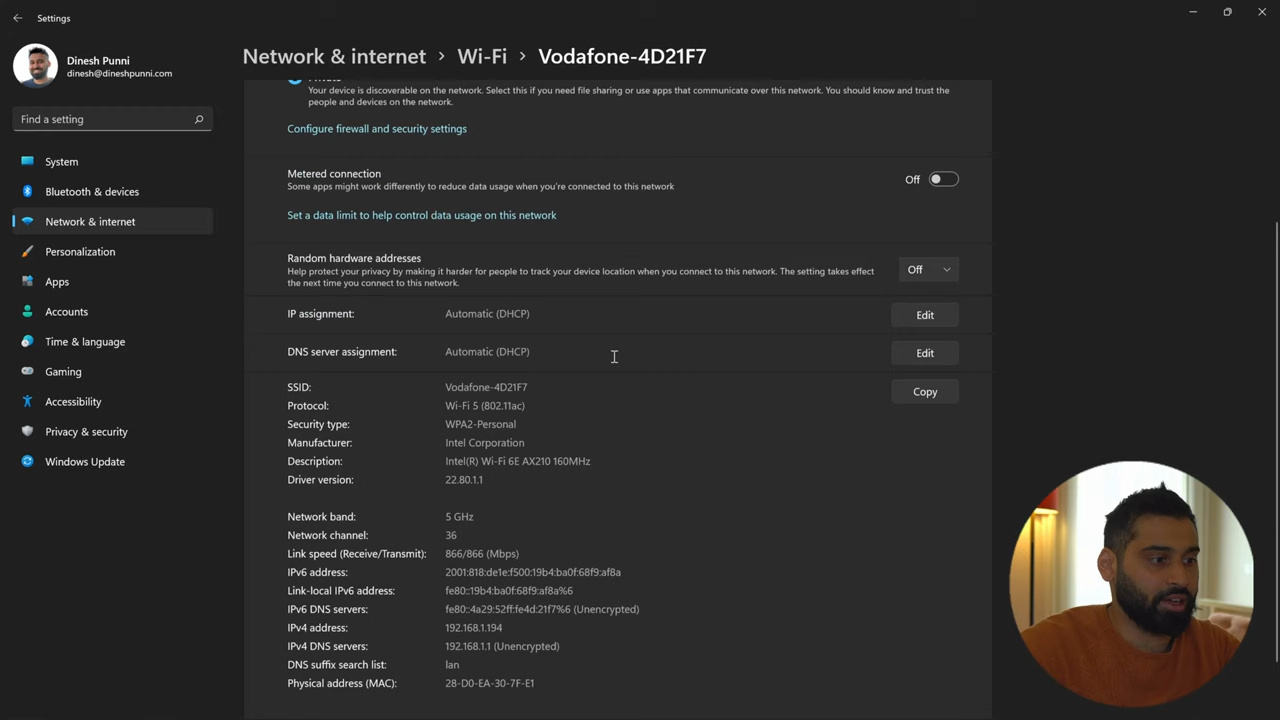 Settings
Dinesh Punni
dinesh@dineshpunni.com
Find a setting
System
Bluetooth & devices
Network & internet
Personalization
Apps
Accounts
Time & language
Gaming
Accessibility
Privacy & security
Windows Update
Network & internet > Wi-Fi > Vodafone-4D21F7
Your device is discoverable on the network. Select this if you need file sharing or use apps that communicate over this network. You should know and trust
the people and devices on the network.
Configure firewall and security settings
Metered connection
Some apps might work differently to reduce data usage when you're connected to this network
Off
Set a data limit to help control data usage on this network
Random hardware addresses
Help protect your privacy by making it harder for people to track your device location when you connect to this network. The setting takes effect
the next time you connect to this network.
Off
IP assignment: Automatic (DHCP) Edit
DNS server assignment: Automatic (DHCP) Edit
SSID: Vodafone-4D21F7 Copy
Protocol: Wi-Fi 5 (802.11ac)
Security type: WPA2-Personal
Manufacturer: Intel Corporation
Description: Intel(R) Wi-Fi 6E AX210 160MHz
Driver version: 22.80.1.1
Network band: 5 GHz
Network channel: 36
Link speed (Receive/Transmit): 866/866 (Mbps)
IPv6 address: 2001:818:de1e:f500:19b4:ba0f:68f9:af8a
Link-local IPv6 address: fe80::19b4:ba0f:68f9:af8a%6
IPv6 DNS servers: fe80::4a29:52ff:fe4d:21f7%6 (Unencrypted)
IPv4 address: 192.168.1.194
IPv4 DNS servers: 192.168.1.1 (Unencrypted)
DNS suffix search list: lan
Physical address (MAC): 28-D0-EA-30-7F-E1